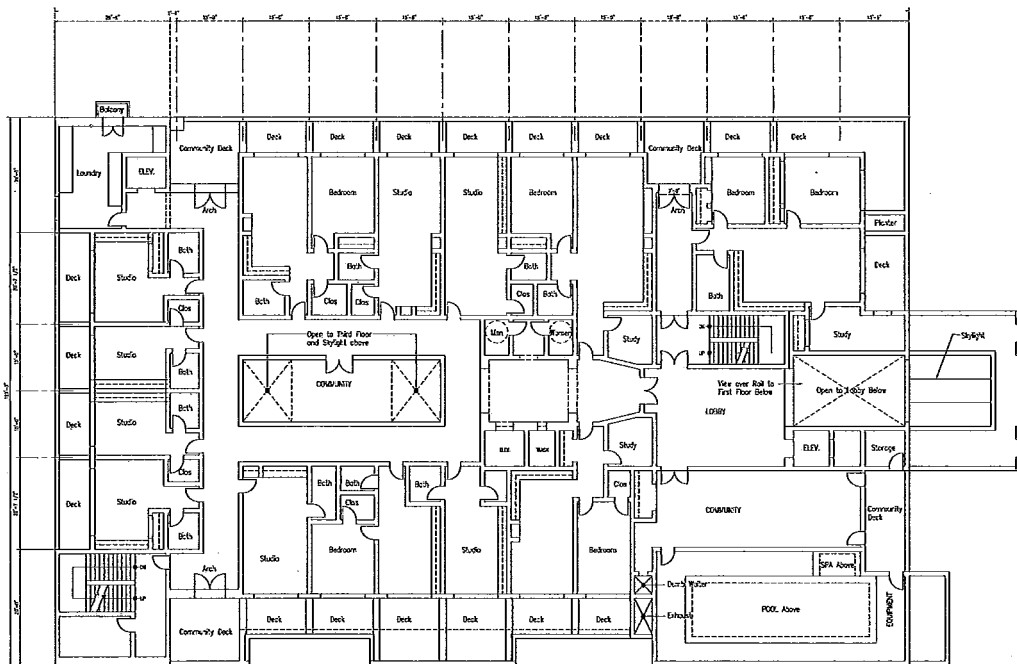 Balcony
Community Deck
Deck
Deck
Deck
Deck
Deck
Deck
Community Deck
Deck
Deck
Laundry
ELEV.
Bedroom
Studio
Studio
Bedroom
Bedroom
Bedroom
Arch
Arch
Planter
Deck
Studio
Bath
Bath
Bath
Clos
Clos
Bath
Clos
Bath
Bath
Deck
Clos
Open to Third Floor
and Skylight above
Men
Women
Study
Study
Skylight
Deck
Studio
Bath
COMMUNITY
View over Rail to
First Floor Below
UP
Open to Lobby Below
LOBBY
Deck
Studio
Bath
ELEV.
Storage
Study
Clos
Deck
Studio
Bath
Bath
Bath
Clos
Bath
Bath
Clos
COMMUNITY
Community
Deck
Studio
Bedroom
Studio
Bedroom
Arch
UP
SPA Above
Dumb Waiter
Exhaust
POOL Above
EQUIPMENT
Community Deck
Deck
Deck
Deck
Deck
Deck
Deck